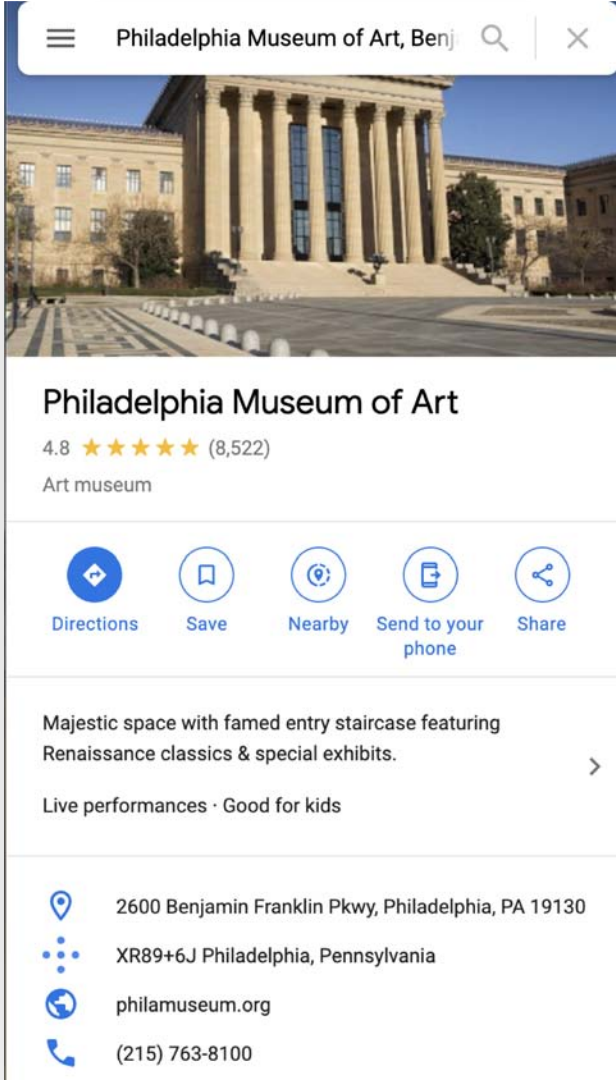 Philadelphia Museum of Art, Benj
Philadelphia Museum of Art
4.8 (8,522)
Art museum
Directions
Save
Nearby
Send to your
phone
Share
Majestic space with famed entry staircase featuring
Renaissance classics & special exhibits.
Live performances · Good for kids
2600 Benjamin Franklin Pkwy, Philadelphia, PA 19130
XR89+6J Philadelphia, Pennsylvania
philamuseum.org
(215) 763-8100